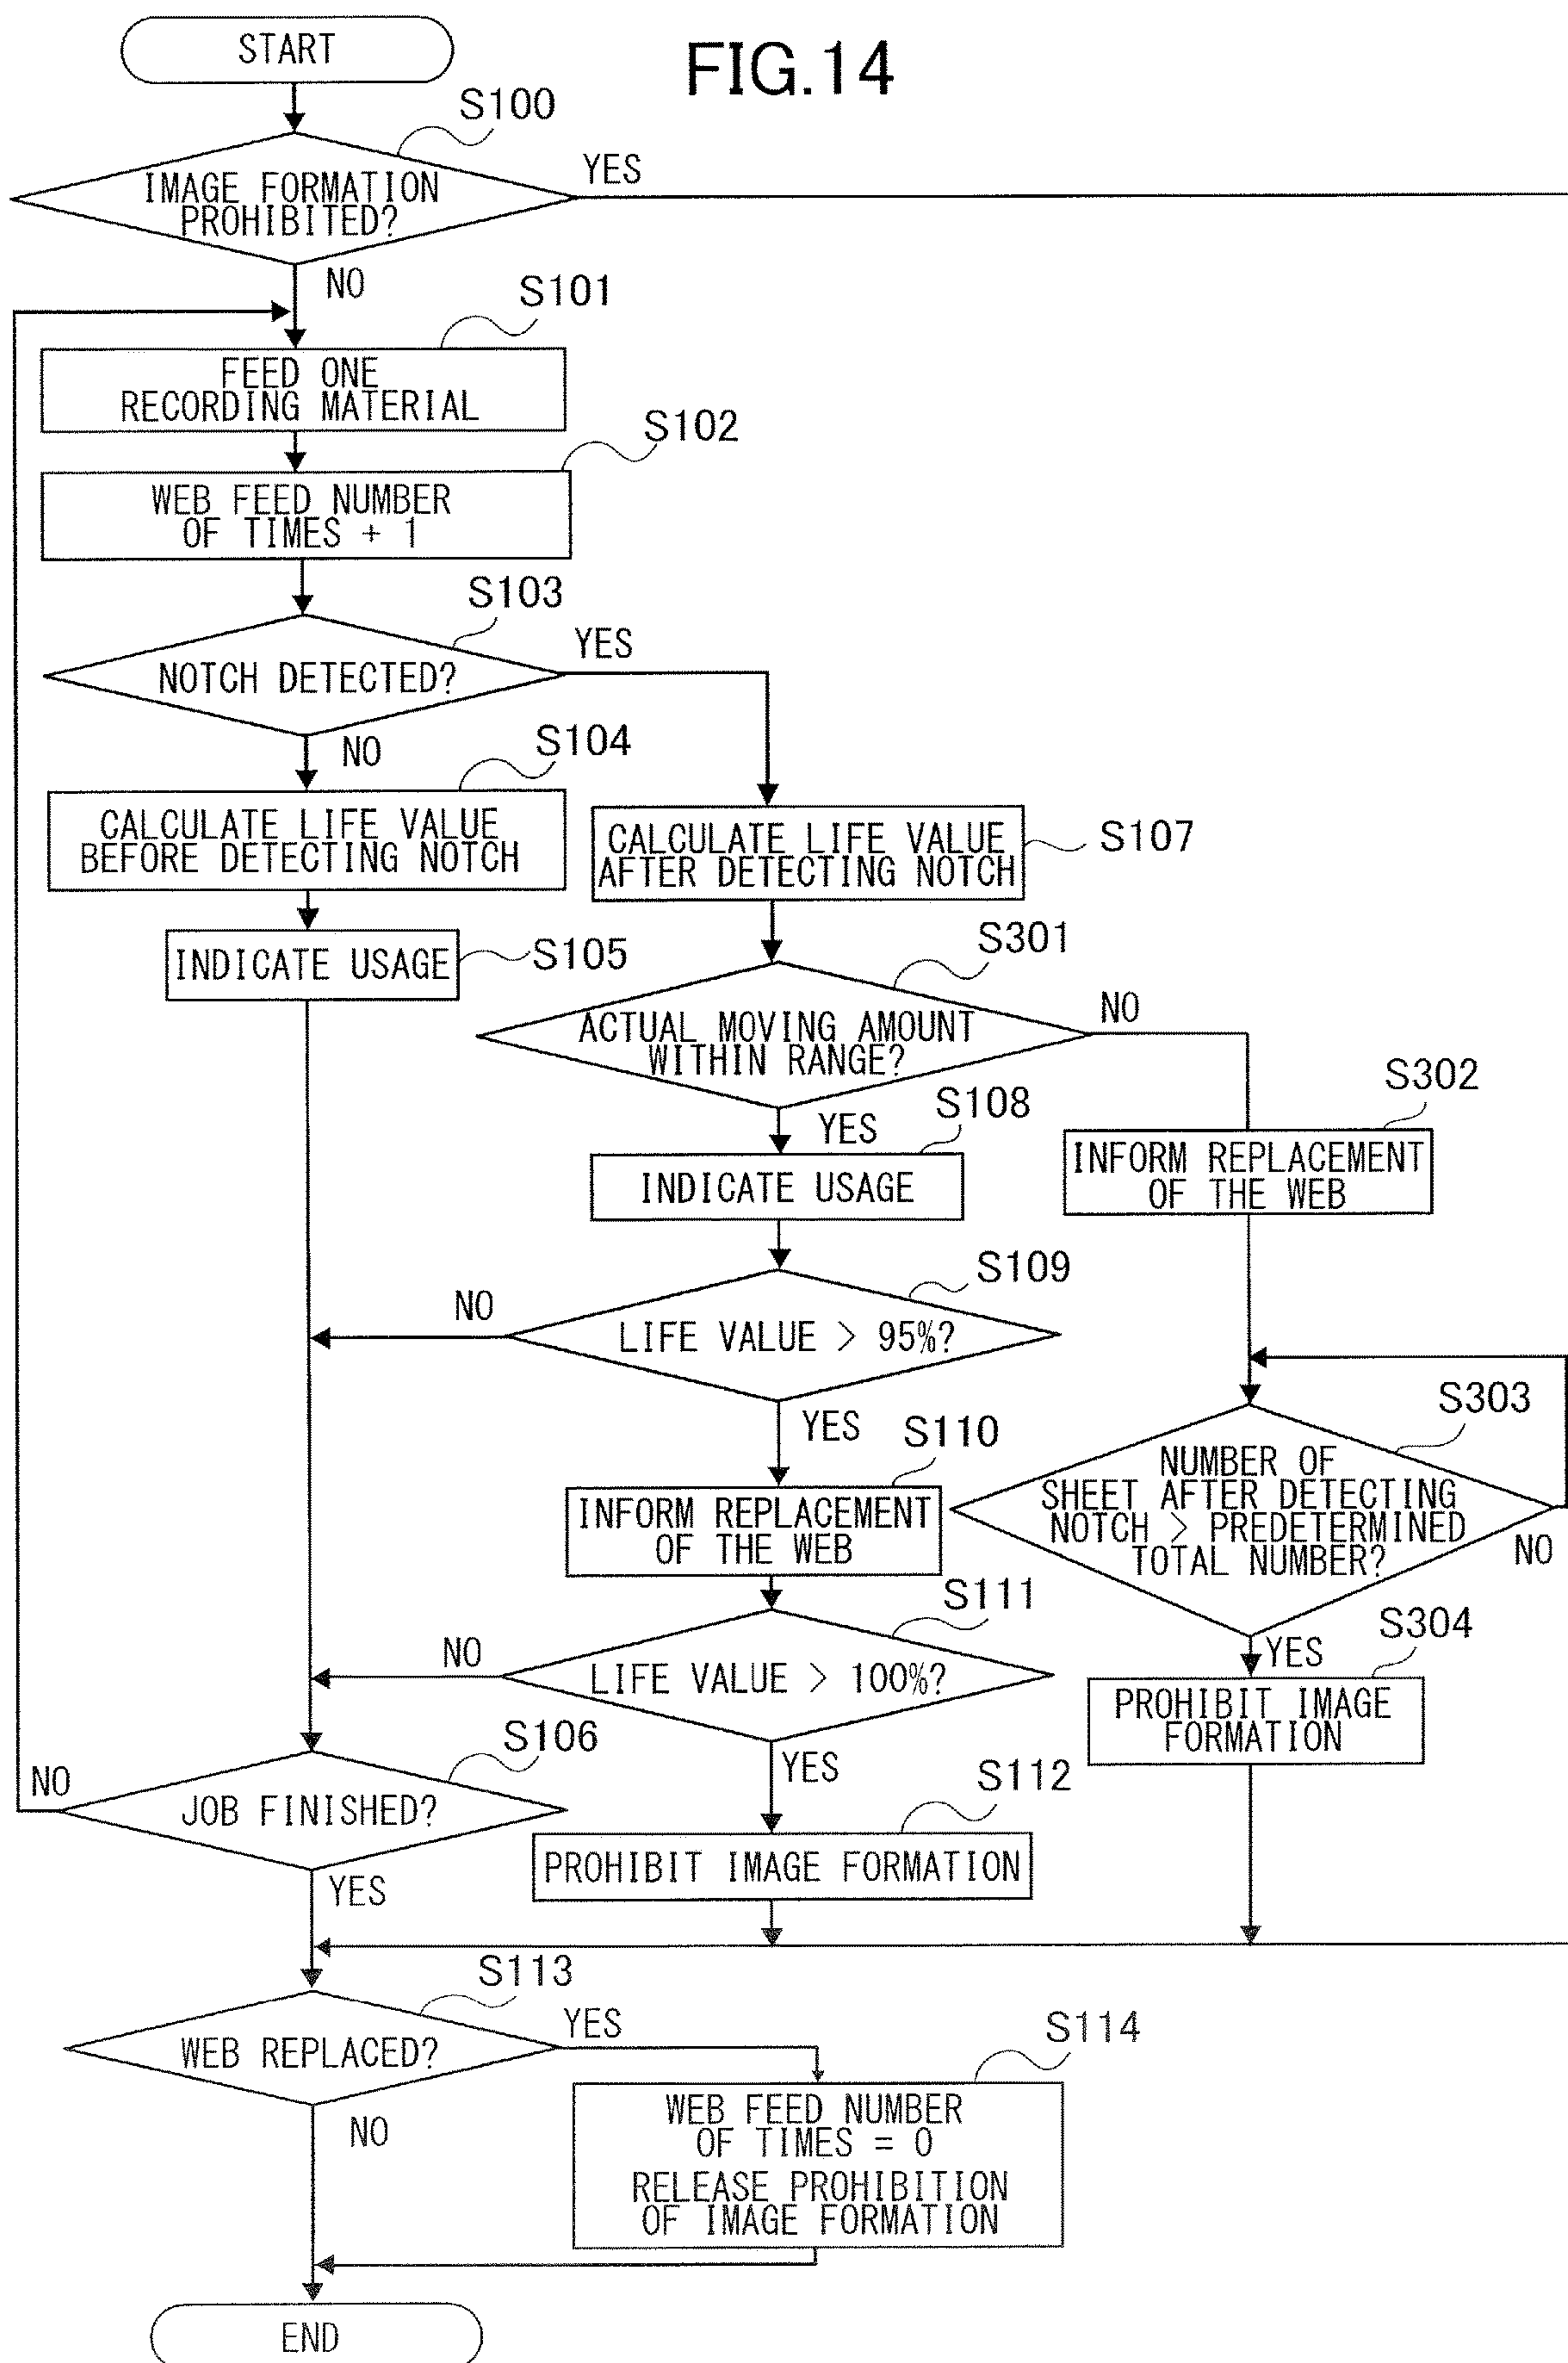 START
FIG.14
S100
IMAGE FORMATION
PROHIBITED?
YES
NO
S101
FEED ONE
RECORDING MATERIAL
S102
WEB FEED NUMBER
OF TIMES + 1
S103
NOTCH DETECTED?
YES
NO
S104
CALCULATE LIFE VALUE
BEFORE DETECTING NOTCH
S107
CALCULATE LIFE VALUE
AFTER DETECTING NOTCH
S105
INDICATE USAGE
S301
ACTUAL MOVING AMOUNT
WITHIN RANGE?
NO
YES
S108
INDICATE USAGE
S302
INFORM REPLACEMENT
OF THE WEB
S109
LIFE VALUE > 95%?
NO
YES
S110
INFORM REPLACEMENT
OF THE WEB
S303
NUMBER OF
SHEET AFTER DETECTING
NOTCH > PREDETERMINED
TOTAL NUMBER?
NO
YES
S111
LIFE VALUE > 100%?
NO
YES
S304
PROHIBIT IMAGE
FORMATION
S106
JOB FINISHED?
NO
YES
S112
PROHIBIT IMAGE FORMATION
S113
WEB REPLACED?
YES
NO
S114
WEB FEED NUMBER
OF TIMES = 0
RELEASE PROHIBITION
OF IMAGE FORMATION
END